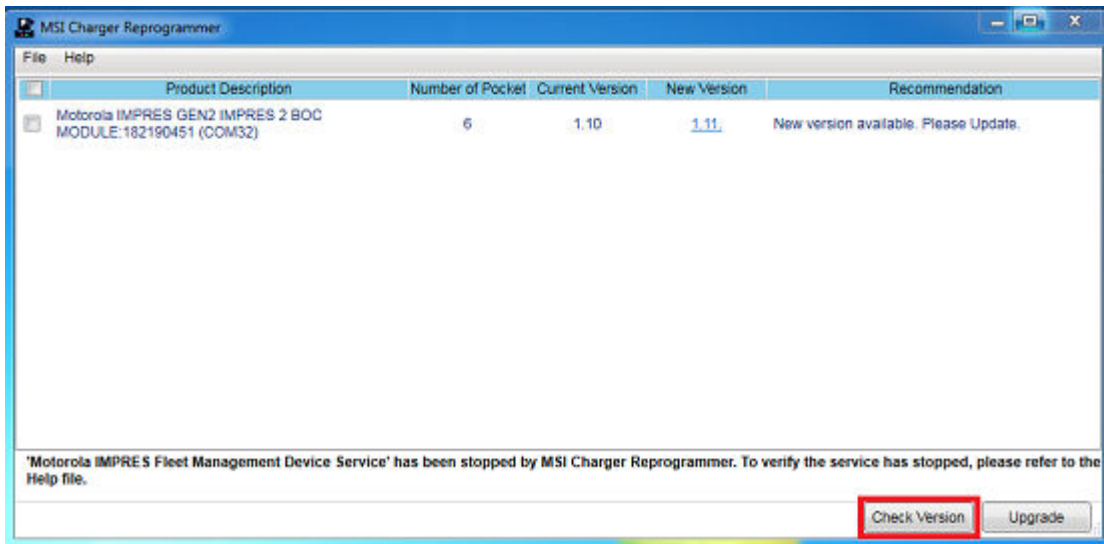 MSI Charger Reprogrammer
File Help
Product Description Number of Pocket Current Version New Version Recommendation
Motorola IMPRES GEN2 IMPRES 2 BOC
MODULE:182190451 (COM32) 6 1.10 1.11. New version available. Please Update.
'Motorola IMPRES Fleet Management Device Service' has been stopped by MSI Charger Reprogrammer. To verify the service has stopped, please refer to the
Help file.
Check Version Upgrade